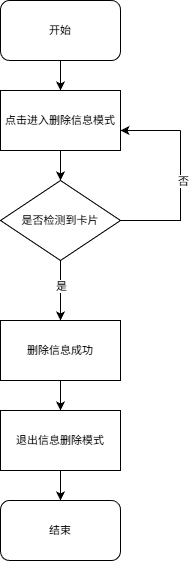 开始
点击进入删除信息模式
是否检测到卡片
否
是
删除信息成功
退出信息删除模式
结束